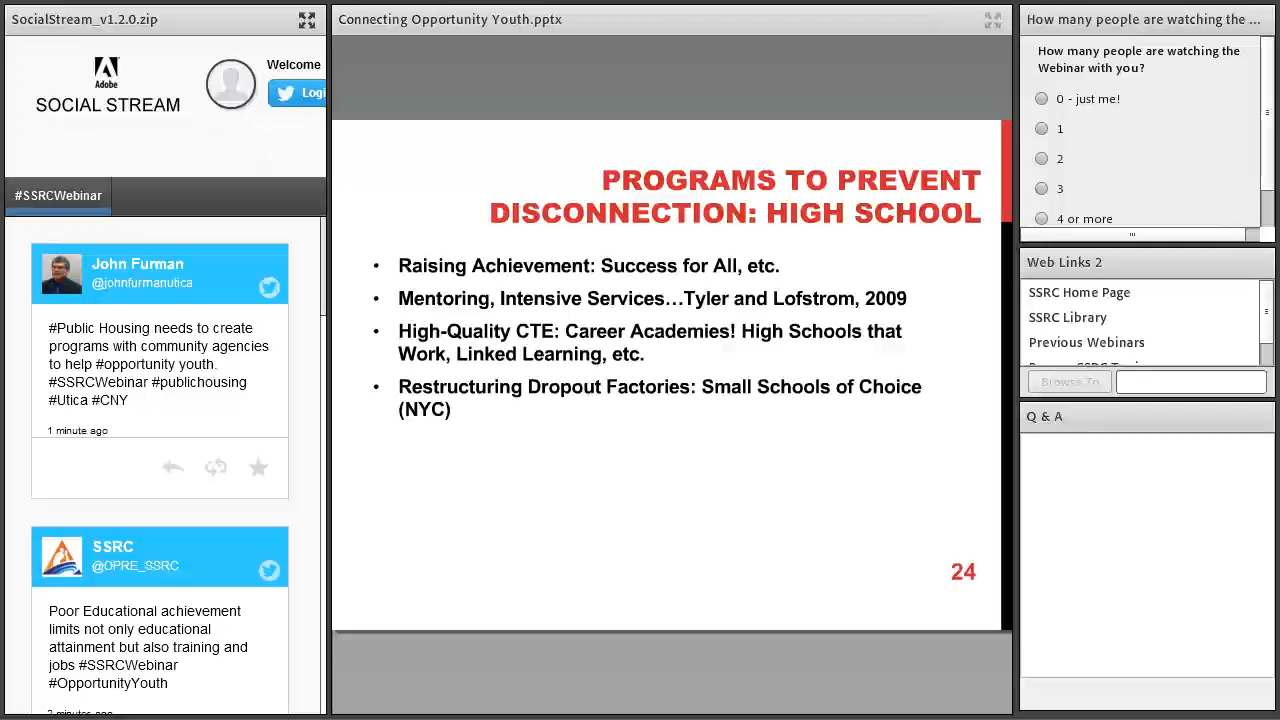 SocialStream_v1.2.0.zip
Adobe
SOCIAL STREAM
Welcome
Logi
#SSRCWebinar
John Furman
@johnfurmanutica
#Public Housing needs to create
programs with community agencies
to help #opportunity youth.
#SSRCWebinar #publichousing
#Utica #CNY
1 minute ago
SSRC
@OPRE_SSRC
Poor Educational achievement
limits not only educational
attainment but also training and
jobs #SSRCWebinar
#OpportunityYouth
2 minutes ago
Connecting Opportunity Youth.pptx
PROGRAMS TO PREVENT
DISCONNECTION: HIGH SCHOOL
• Raising Achievement: Success for All, etc.
• Mentoring, Intensive Services…Tyler and Lofstrom, 2009
• High-Quality CTE: Career Academies! High Schools that
Work, Linked Learning, etc.
• Restructuring Dropout Factories: Small Schools of Choice
(NYC)
24
How many people are watching the ...
How many people are watching the
Webinar with you?
0 - just me!
1
2
3
4 or more
Web Links 2
SSRC Home Page
SSRC Library
Previous Webinars
Browse To
Q & A